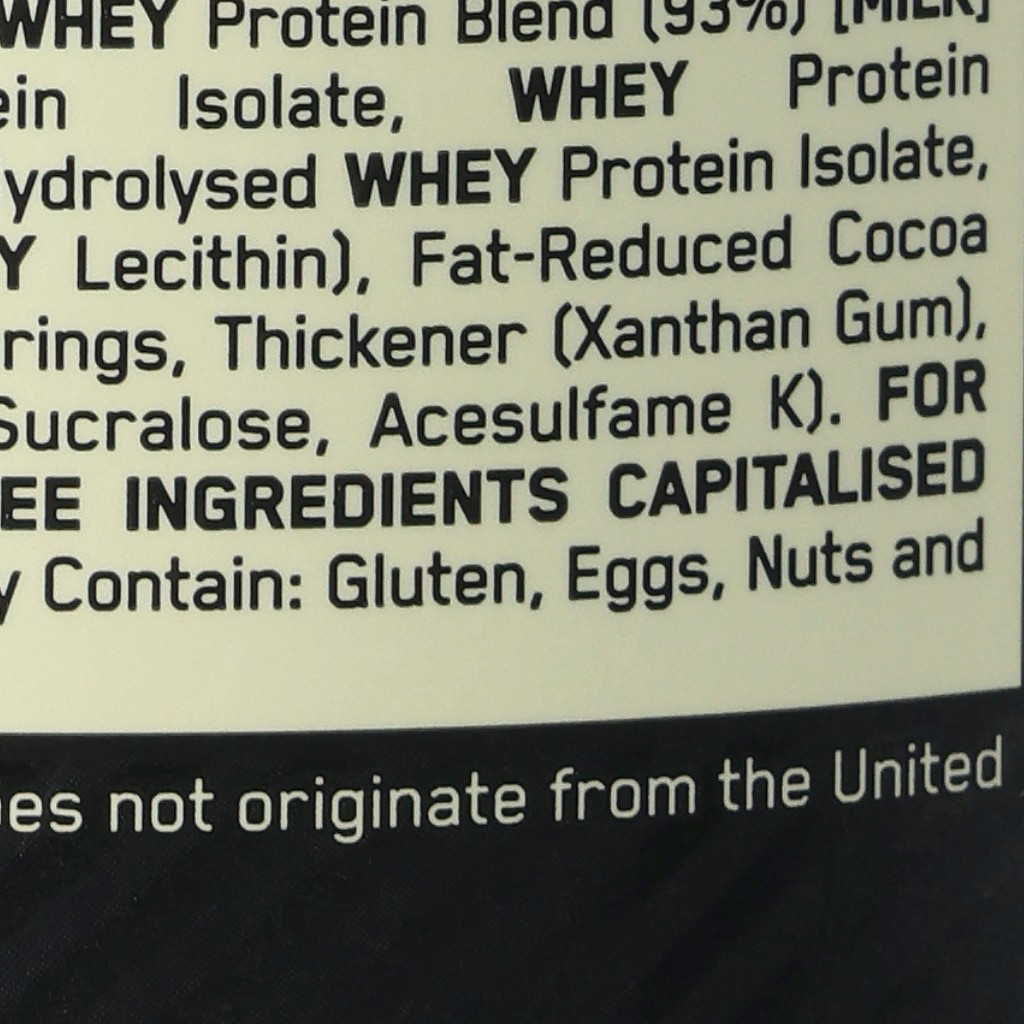 WHEY Protein Blend (93%) [MILK]
ein Isolate, WHEY Protein
ydrolysed WHEY Protein Isolate,
Y Lecithin), Fat-Reduced Cocoa
rings, Thickener (Xanthan Gum),
Sucralose, Acesulfame K). FOR
EE INGREDIENTS CAPITALISED
y Contain: Gluten, Eggs, Nuts and
es not originate from the United